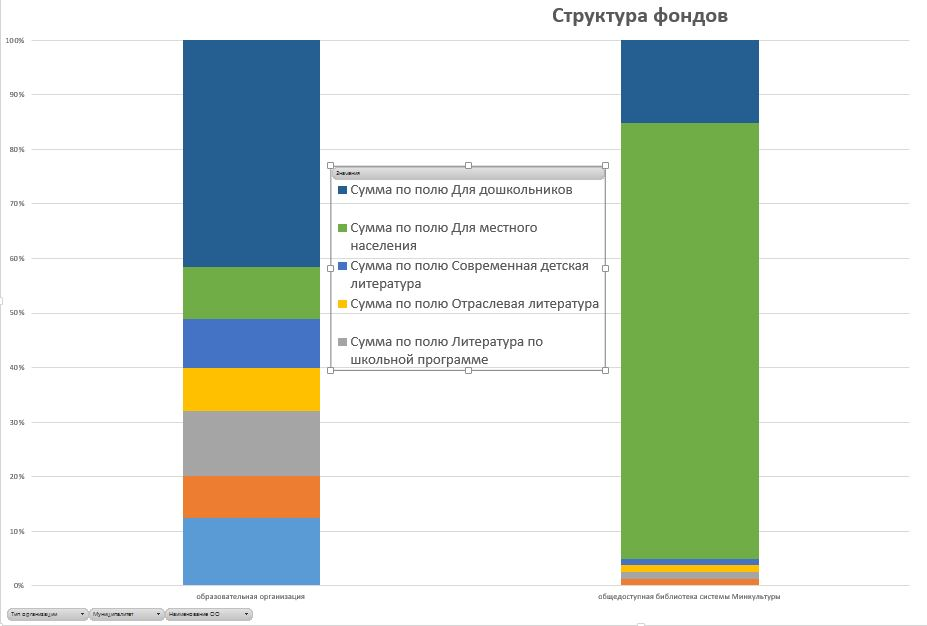 Структура фондов
100%
90%
80%
70%
60%
50%
40%
30%
20%
10%
0%
Значения
Сумма по полю Для дошкольников
Сумма по полю Для местного
населения
Сумма по полю Современная детская
литература
Сумма по полю Отраслевая литература
Сумма по полю Литература по
школьной программе
образовательная организация
общедоступная библиотека системы Минкультуры
Тип организации
Муниципалитет
Наименование ОО